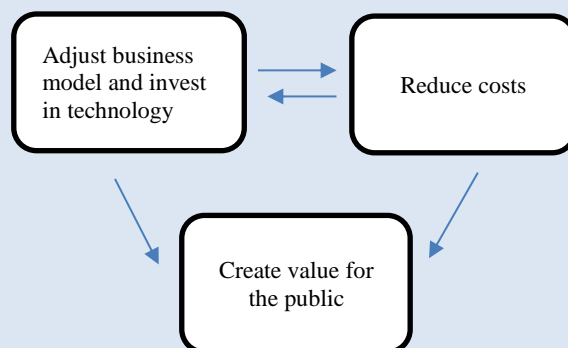 Adjust business
model and invest
in technology
Reduce costs
Create value for
the public